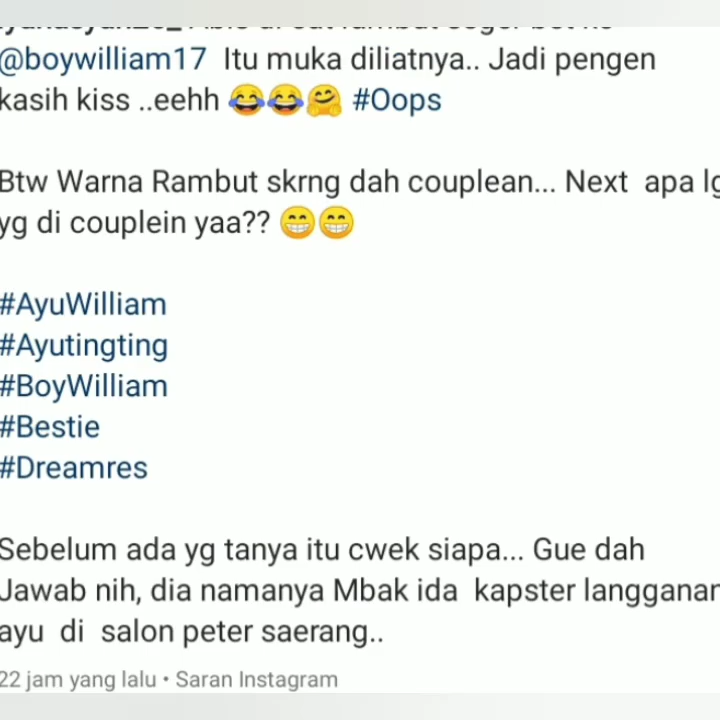 @boywilliam17 Itu muka diliatnya.. Jadi pengen
kasih kiss ..eehh 😂😂🤗 #Oops
Btw Warna Rambut skrng dah couplean... Next apa lg
yg di couplein yaa?? 😁😁
#AyuWilliam
#Ayutingting
#BoyWilliam
#Bestie
#Dreamres
Sebelum ada yg tanya itu cwek siapa... Gue dah
Jawab nih, dia namanya Mbak ida kapster langganan
ayu di salon peter saerang..
22 jam yang lalu • Saran Instagram